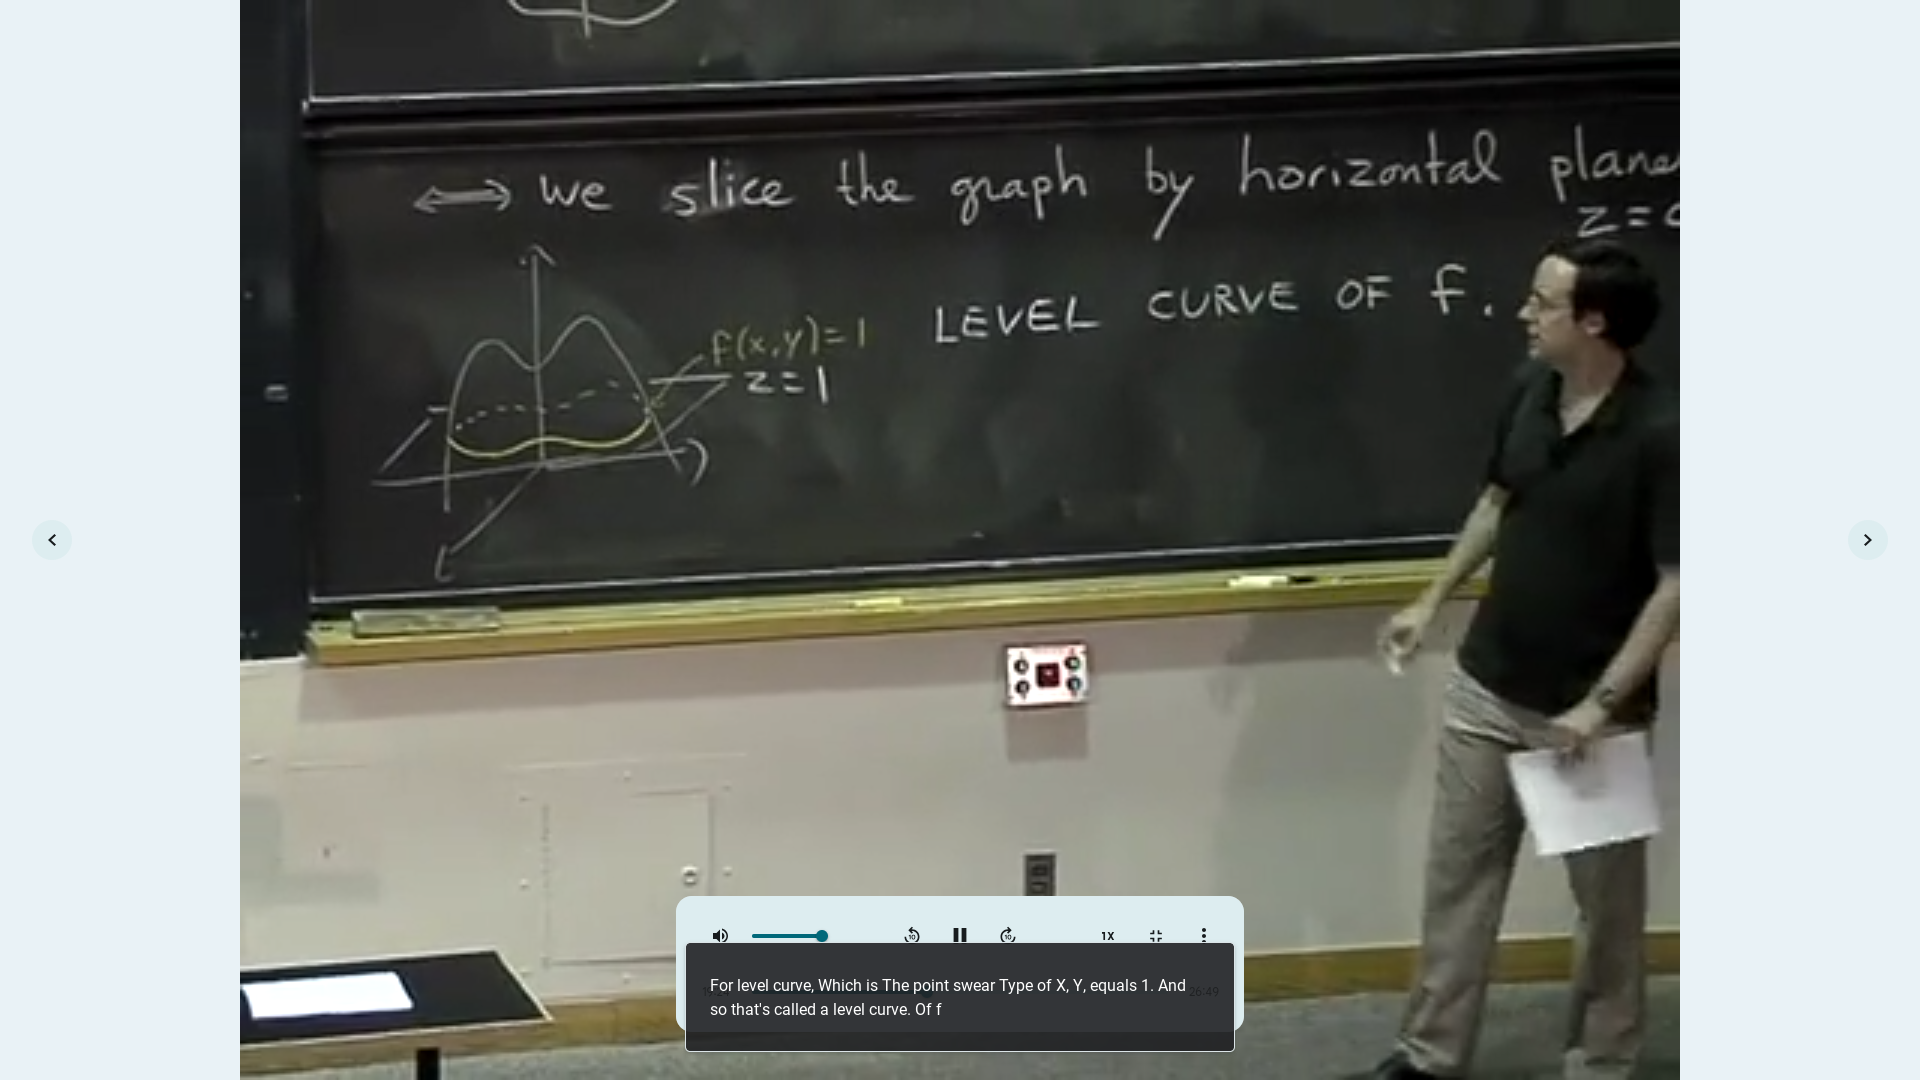 ⟺ we slice the graph by horizontal plane
z=
LEVEL CURVE OF f.
f(x,y)=1
z=1
1X
For level curve, Which is The point swear Type of X, Y, equals 1. And
so that's called a level curve. Of f
26:49